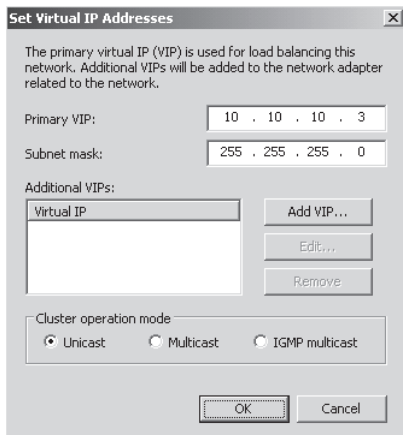 Set Virtual IP Addresses
The primary virtual IP (VIP) is used for load balancing this
network. Additional VIPs will be added to the network adapter
related to the network.
Primary VIP: 10 . 10 . 10 . 3
Subnet mask: 255 . 255 . 255 . 0
Additional VIPs:
Virtual IP
Add VIP...
Edit...
Remove
Cluster operation mode
Unicast Multicast IGMP multicast
OK Cancel